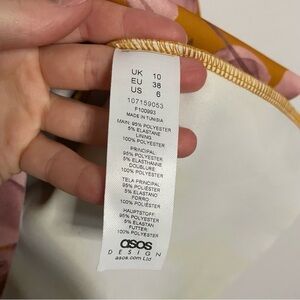 UK 10
EU 38
US 6
107159053
F100993
MADE IN TUNISIA
MAIN: 95% POLYESTER
5% ELASTANE
LINING:
100% POLYESTER
PRINCIPAL:
95% POLYESTER
5% ELASTHANNE
DOUBLURE:
100% POLYESTER
TELA PRINCIPAL:
95% POLIÉSTER
5% ELASTANO
FORRO:
100% POLIÉSTER
HAUPTSTOFF:
95% POLYESTER
5% ELASTAN
FUTTER:
100% POLYESTER
asos
DESIGN
asos.com Ltd